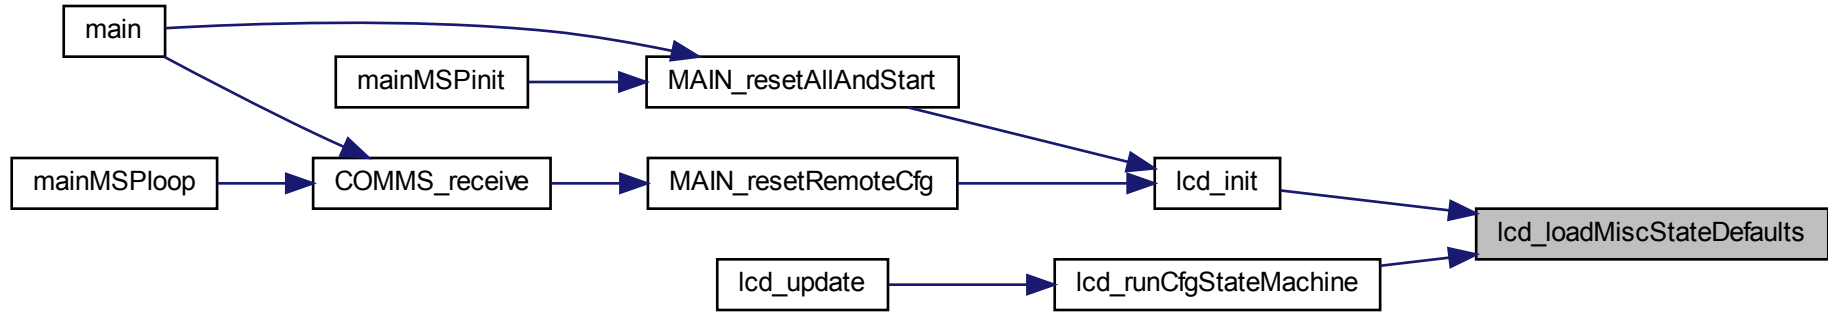 main
mainMSPinit
MAIN_resetAllAndStart
mainMSPloop
COMMS_receive
MAIN_resetRemoteCfg
lcd_init
lcd_loadMiscStateDefaults
lcd_update
lcd_runCfgStateMachine